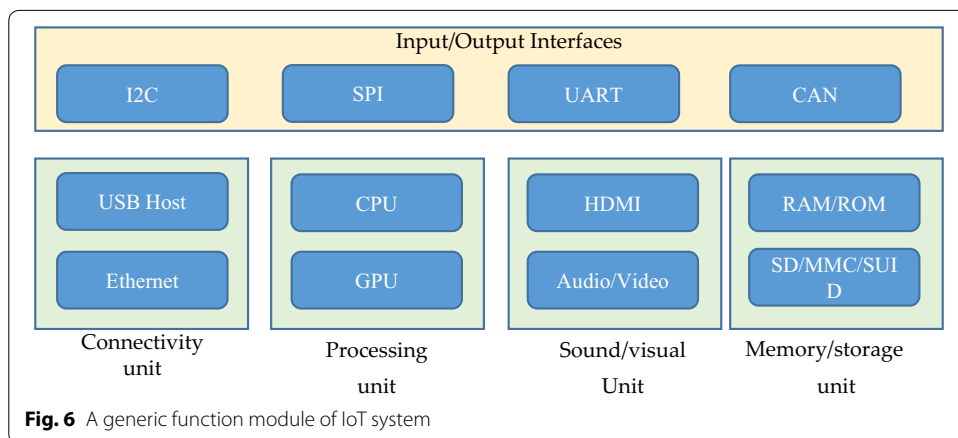 Input/Output Interfaces
I2C
SPI
UART
CAN
USB Host
CPU
HDMI
RAM/ROM
Ethernet
GPU
Audio/Video
SD/MMC/SUI
D
Connectivity
unit
Processing
unit
Sound/visual
Unit
Memory/storage
unit
Fig. 6 A generic function module of IoT system